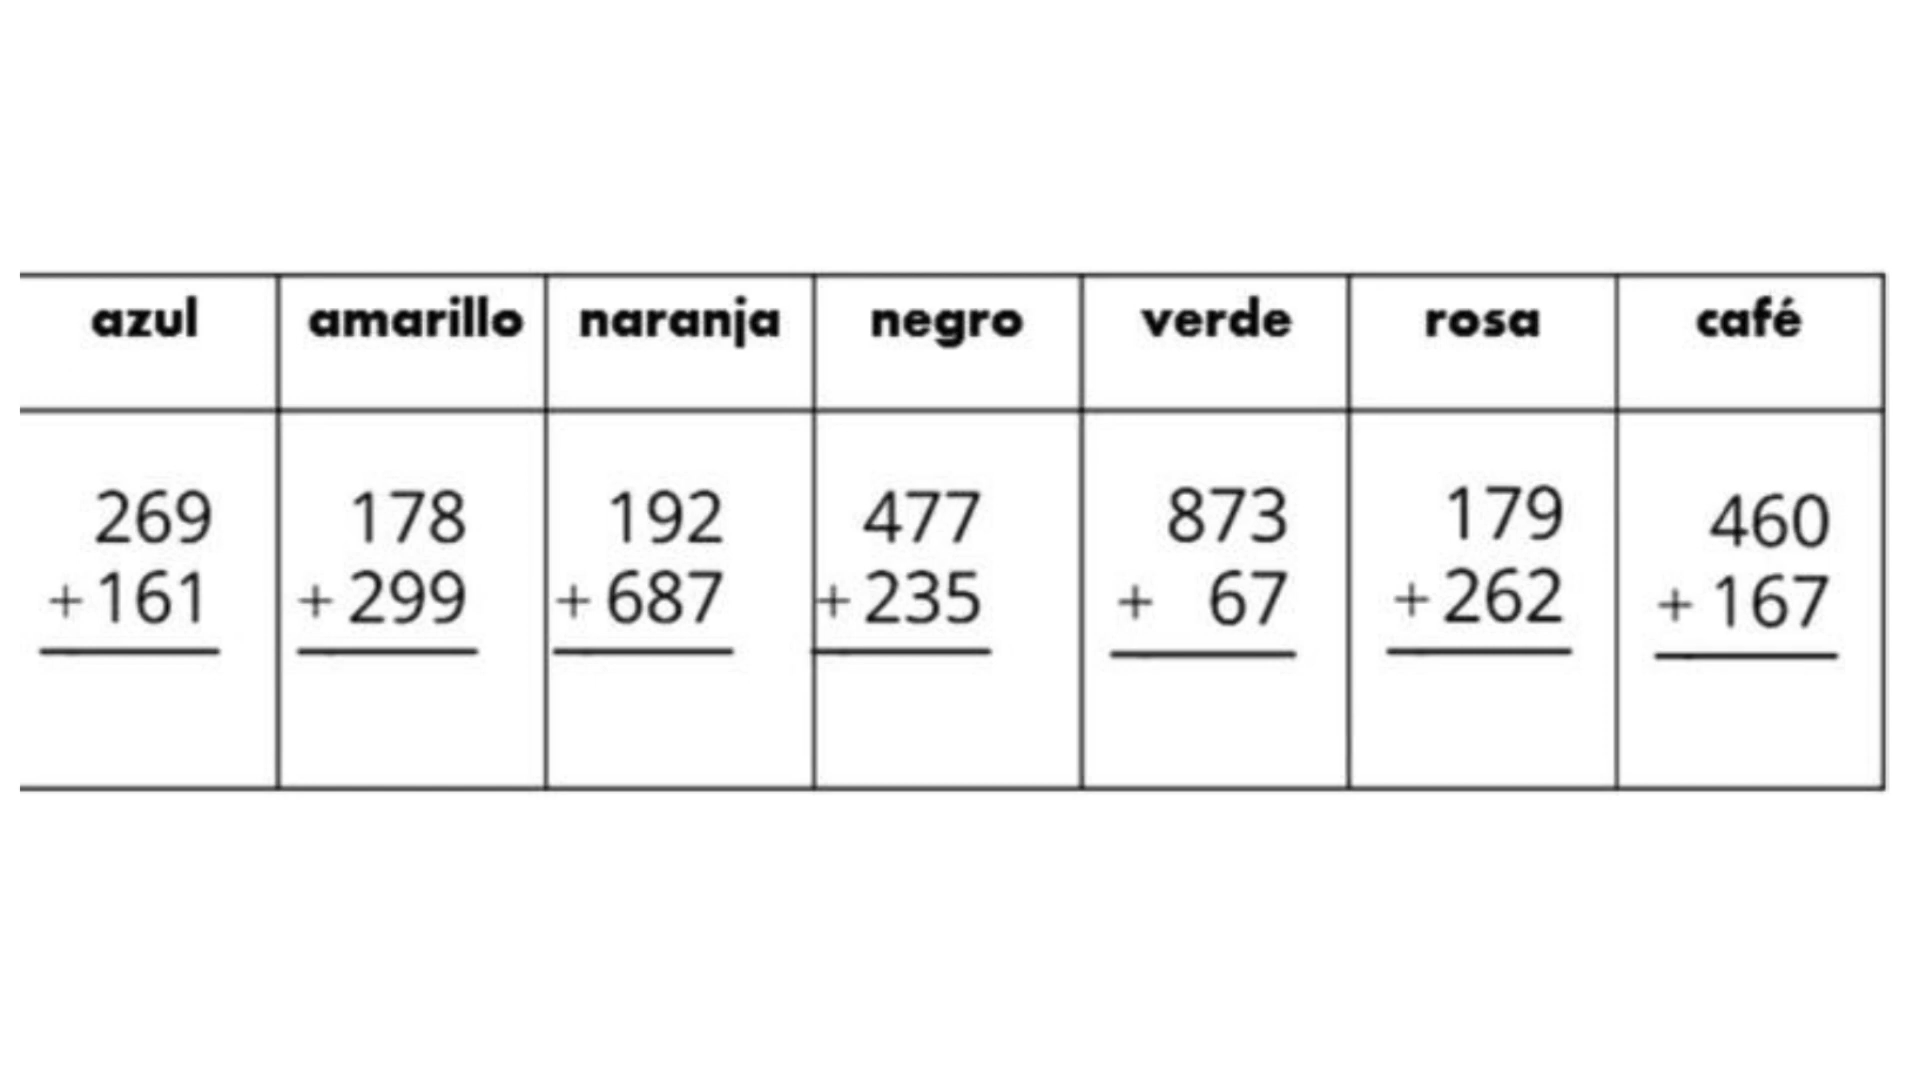 azul amarillo naranja negro verde rosa café
269 178 192 477 873 179 460
+161 +299 +687 +235 + 67 +262 +167